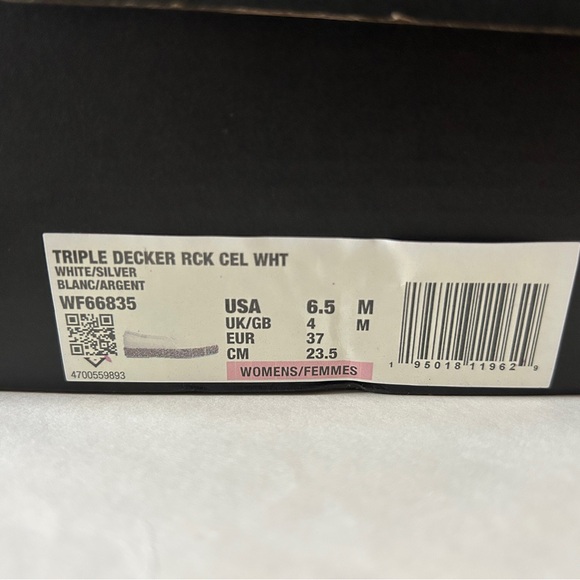 TRIPLE DECKER RCK CEL WHT
WHITE/SILVER
BLANC/ARGENT
WF66835
USA 6.5 M
UK/GB 4 M
EUR 37
CM 23.5
WOMENS/FEMMES
4700559893
1 95018 11962 9